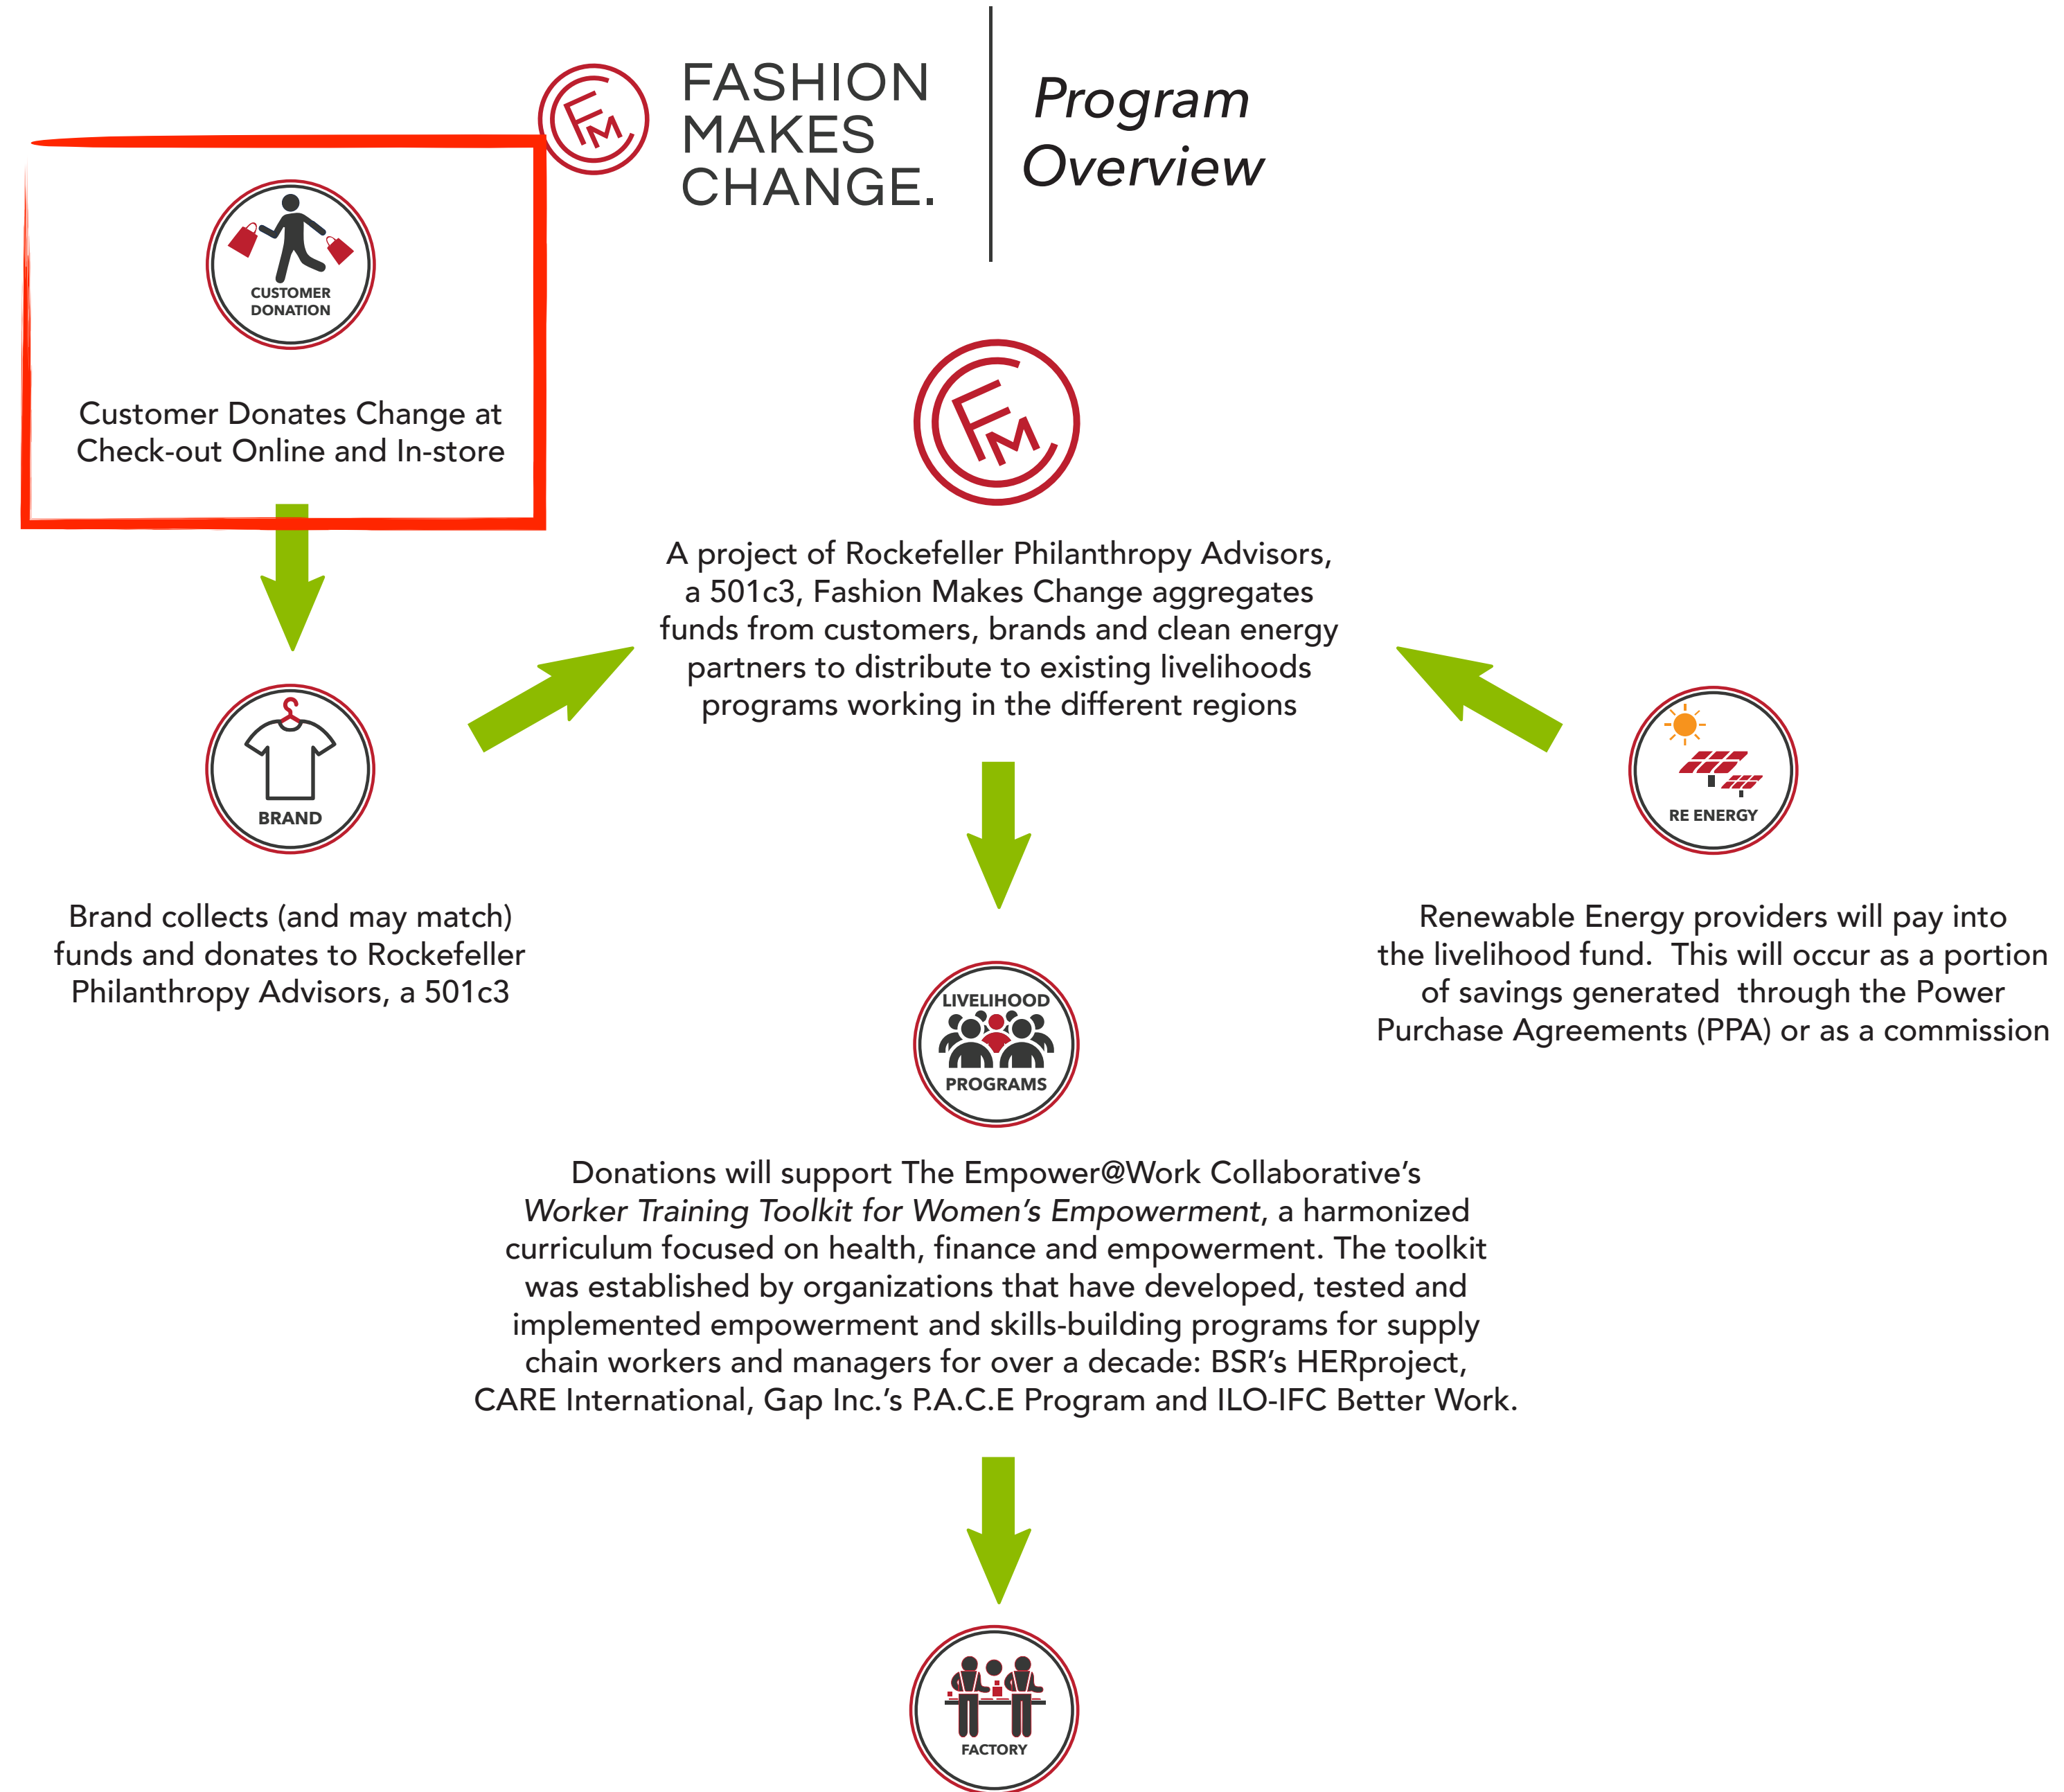 FASHION
MAKES
CHANGE.
Program
Overview
CUSTOMER
DONATION
Customer Donates Change at
Check-out Online and In-store
CFM
A project of Rockefeller Philanthropy Advisors,
a 501c3, Fashion Makes Change aggregates
funds from customers, brands and clean energy
partners to distribute to existing livelihoods
programs working in the different regions
BRAND
Brand collects (and may match)
funds and donates to Rockefeller
Philanthropy Advisors, a 501c3
RE ENERGY
Renewable Energy providers will pay into
the livelihood fund.  This will occur as a portion
of savings generated  through the Power
Purchase Agreements (PPA) or as a commission
LIVELIHOOD
PROGRAMS
Donations will support The Empower@Work Collaborative’s
Worker Training Toolkit for Women’s Empowerment, a harmonized
curriculum focused on health, finance and empowerment. The toolkit
was established by organizations that have developed, tested and
implemented empowerment and skills-building programs for supply
chain workers and managers for over a decade: BSR’s HERproject,
CARE International, Gap Inc.’s P.A.C.E Program and ILO-IFC Better Work.
FACTORY